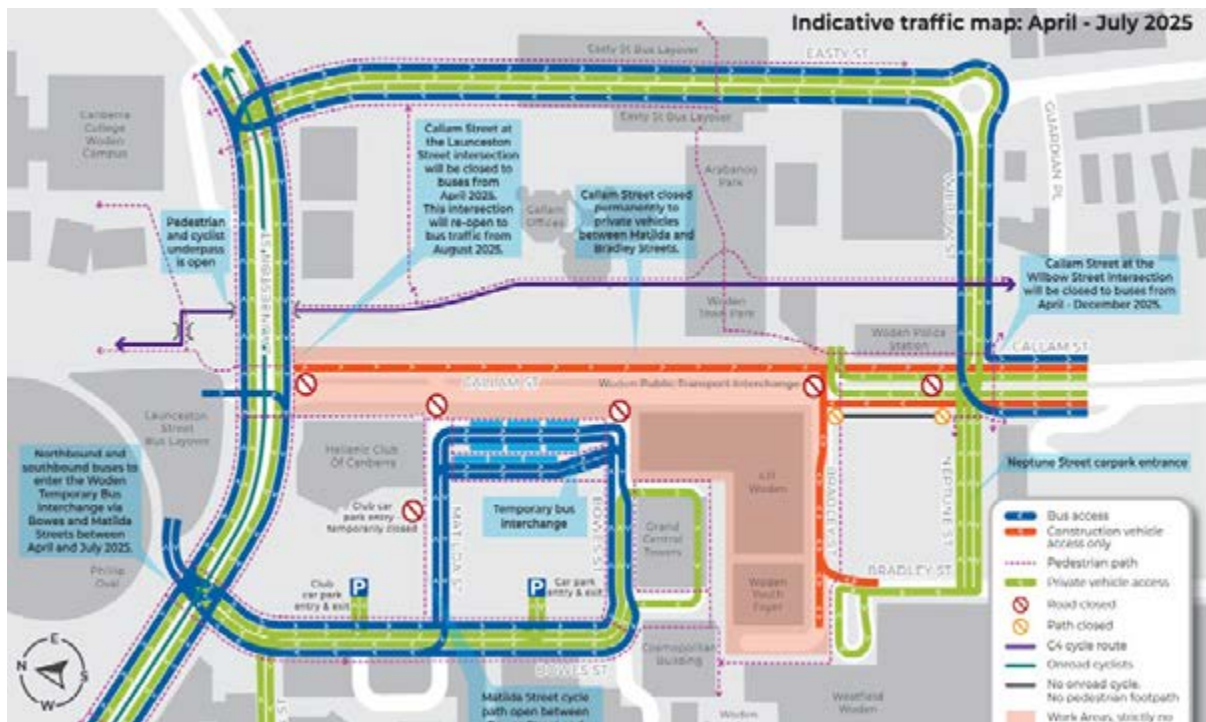 Indicative traffic map: April - July 2025
Easty St Bus Layover
EASTY ST
Easty St Bus Layover
GUARDIAN PL
Canberra
College
Woden
Campus
Callam Street at
the Launceston
Street intersection
will be closed to
buses from
April 2025.
This intersection
will re-open to
bus traffic from
August 2025.
Callam
Offices
Arabanoo
Park
Callam Street closed
permanently to
private vehicles
between Matilda and
Bradley Streets.
Pedestrian
and cyclist
underpass
is open
LAUNCESTON ST
WILBOW ST
Callam Street at the
Wilbow Street intersection
will be closed to buses from
April - December 2025.
Woden
Town Park
Woden Police
Station
CALLAM ST
CALLAM ST
Woden Public Transport Interchange
Launceston
Street
Bus Layover
Northbound and
southbound buses to
enter the Woden
Temporary Bus
Interchange via
Bowes and Matilda
Streets between
April and July 2025.
Hellenic Club
Of Canberra
Club car
park entry
temporarily closed
MATILDA ST
Temporary bus
interchange
BOWES ST
Grand
Central
Towers
Woden
BRADLEY ST
NEPTUNE ST
Neptune Street carpark entrance
BRADLEY ST
Phillip
Oval
Club
car park
entry & exit
P
Car park
entry & exit
P
Woden
Youth
Foyer
Cosmopolitan
Building
BOWES ST
Matilda Street cycle
path open between
Woden
Westfield
Woden
N
E
S
W
Bus access
Construction vehicle
access only
Pedestrian path
Private vehicle access
Road closed
Path closed
C4 cycle route
Onroad cyclists
No onroad cycle.
No pedestrian footpath
Work Areas, strictly no